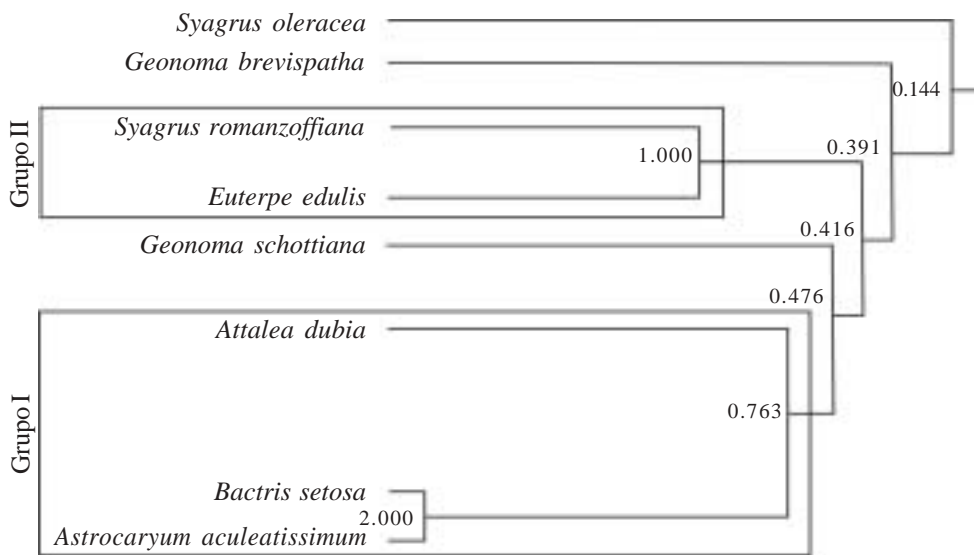 Syagrus oleracea
Geonoma brevispatha
0.144
Grupo II
Syagrus romanzoffiana
0.391
1.000
Euterpe edulis
0.416
Geonoma schottiana
0.476
Grupo I
Attalea dubia
0.763
Bactris setosa
2.000
Astrocaryum aculeatissimum